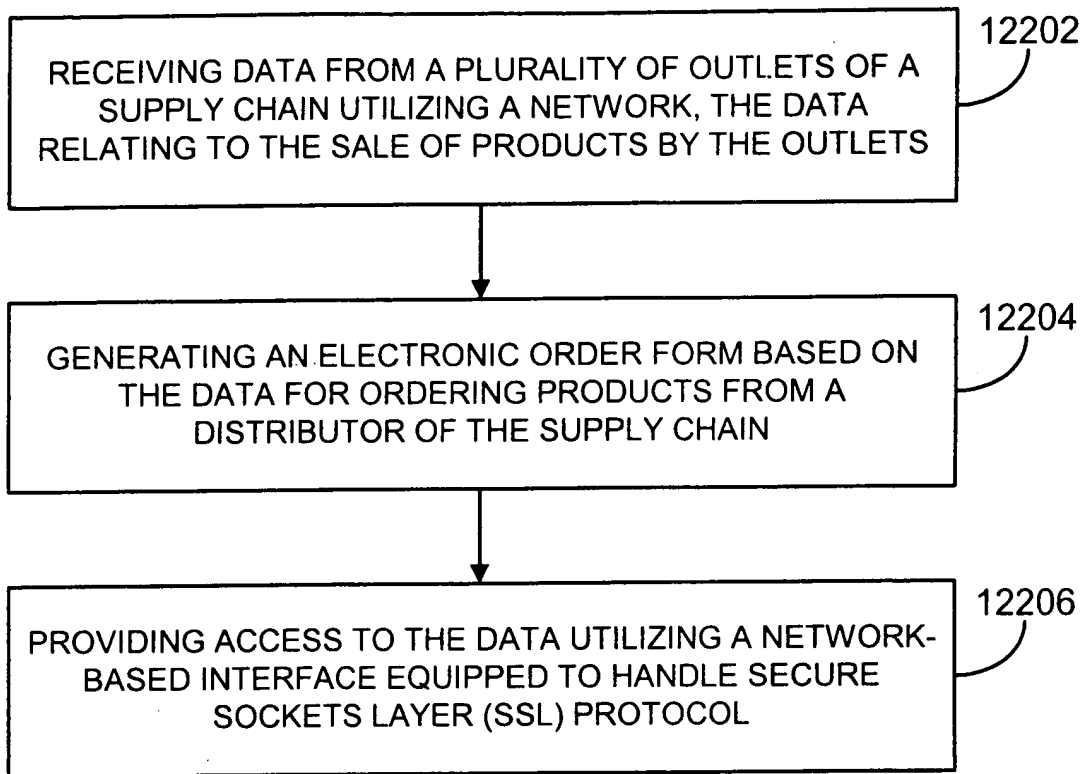 12202
RECEIVING DATA FROM A PLURALITY OF OUTLETS OF A
SUPPLY CHAIN UTILIZING A NETWORK, THE DATA
RELATING TO THE SALE OF PRODUCTS BY THE OUTLETS
12204
GENERATING AN ELECTRONIC ORDER FORM BASED ON
THE DATA FOR ORDERING PRODUCTS FROM A
DISTRIBUTOR OF THE SUPPLY CHAIN
12206
PROVIDING ACCESS TO THE DATA UTILIZING A NETWORK-
BASED INTERFACE EQUIPPED TO HANDLE SECURE
SOCKETS LAYER (SSL) PROTOCOL